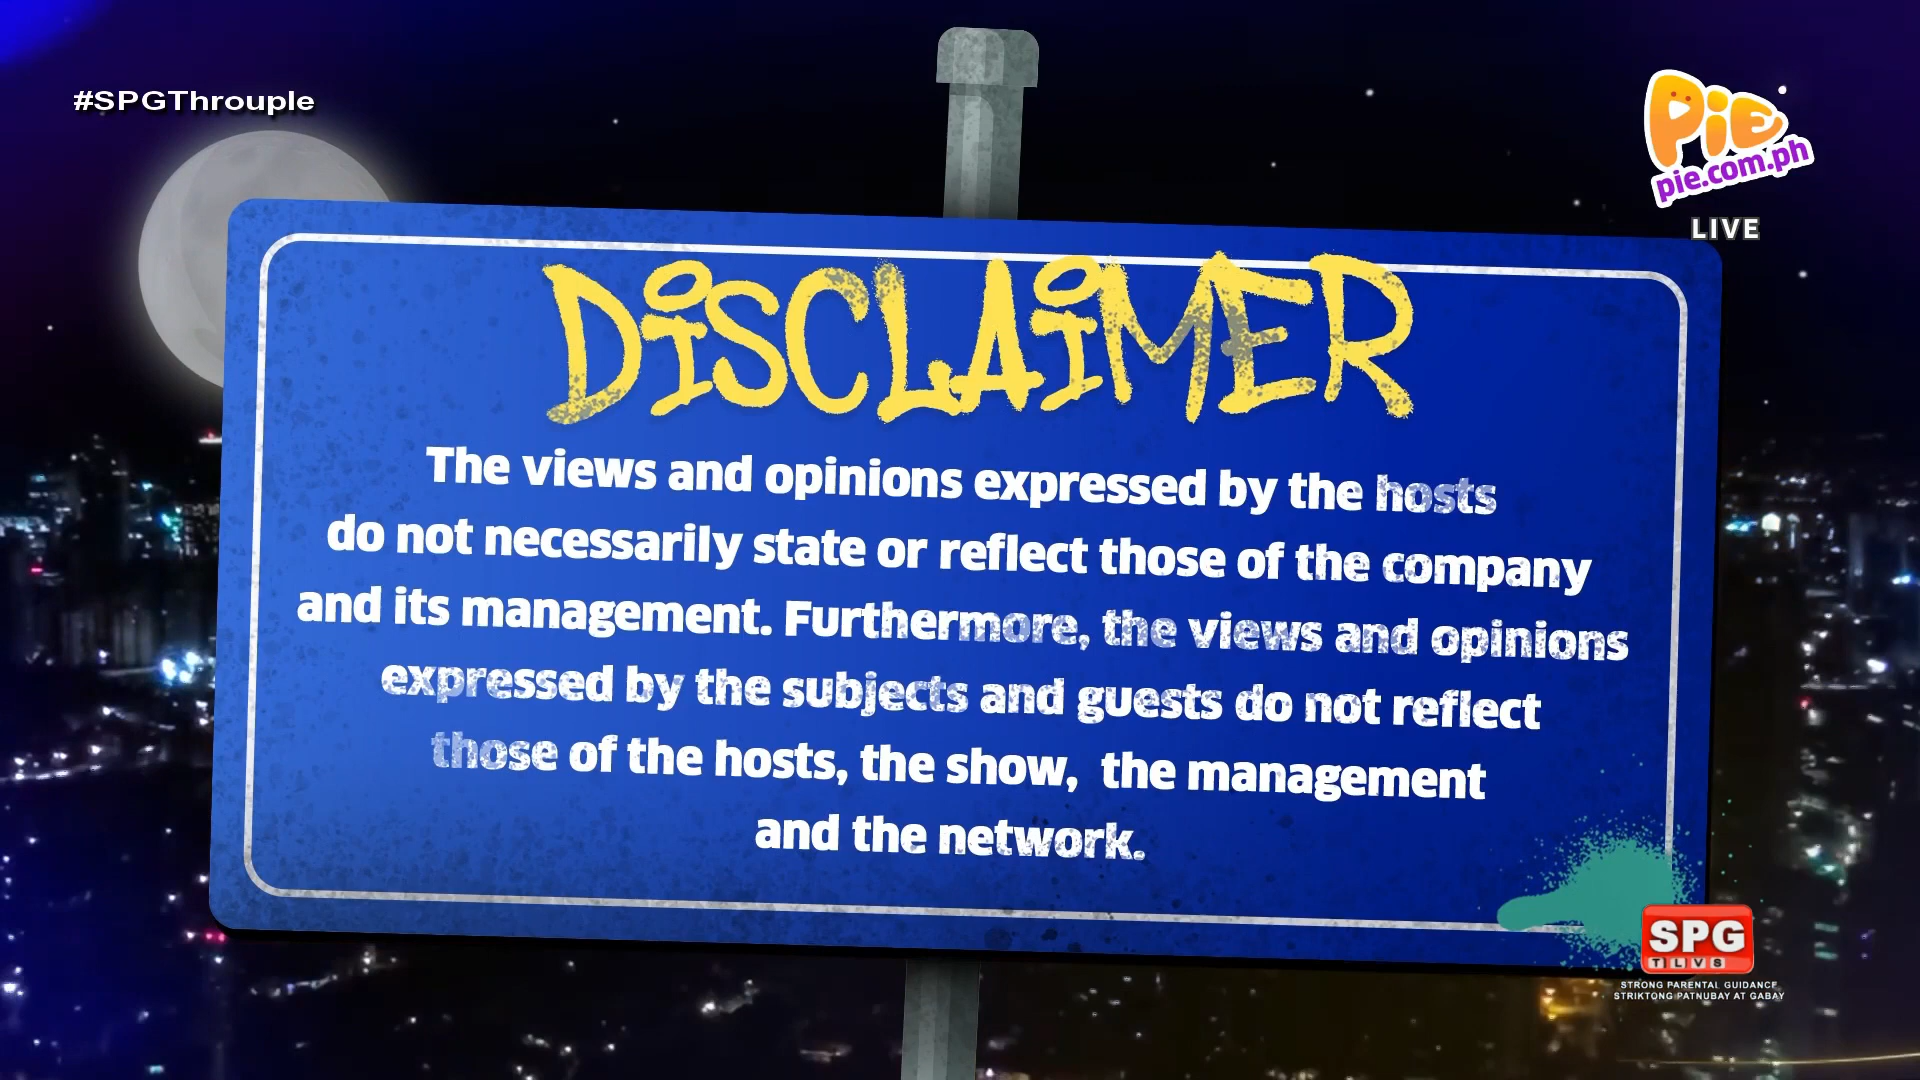 #SPGThrouple
PiE
pie.com.ph
LIVE
DiSCLAiMER
The views and opinions expressed by the hosts
do not necessarily state or reflect those of the company
and its management. Furthermore, the views and opinions
expressed by the subjects and guests do not reflect
those of the hosts, the show,  the management
and the network.
SPG
T L V S
STRONG PARENTAL GUIDANCE
STRIKTONG PATNUBAY AT GABAY